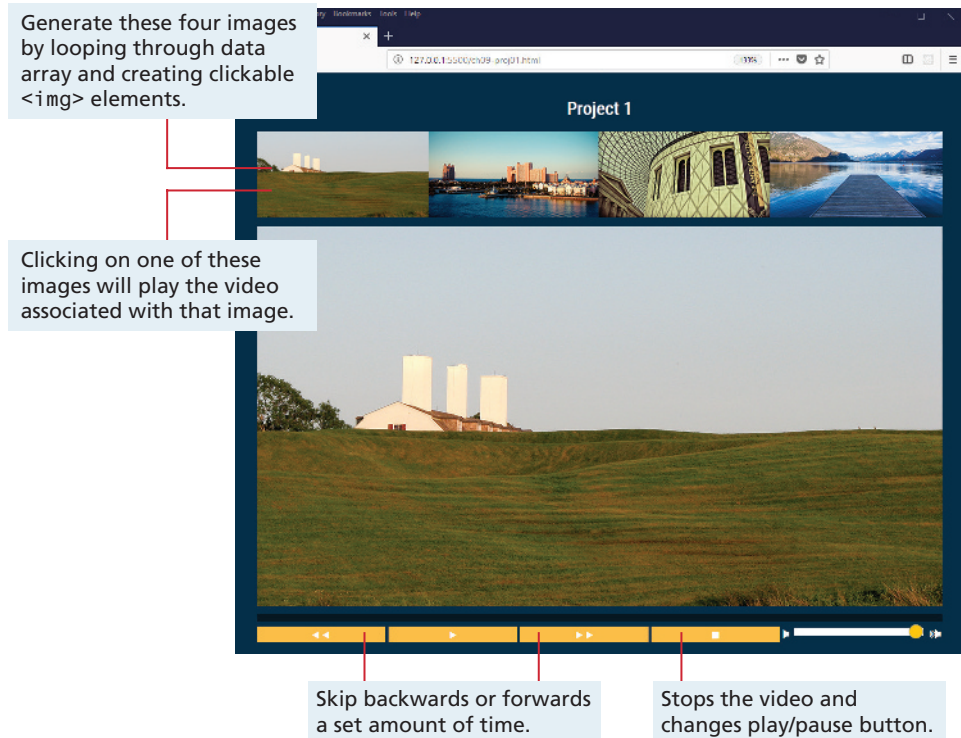 Generate these four images
by looping through data
array and creating clickable
<img> elements.
Bookmarks Tools Help
127.0.0.1:5500/ch09-proj01.html
Project 1
Clicking on one of these
images will play the video
associated with that image.
Skip backwards or forwards
a set amount of time.
Stops the video and
changes play/pause button.